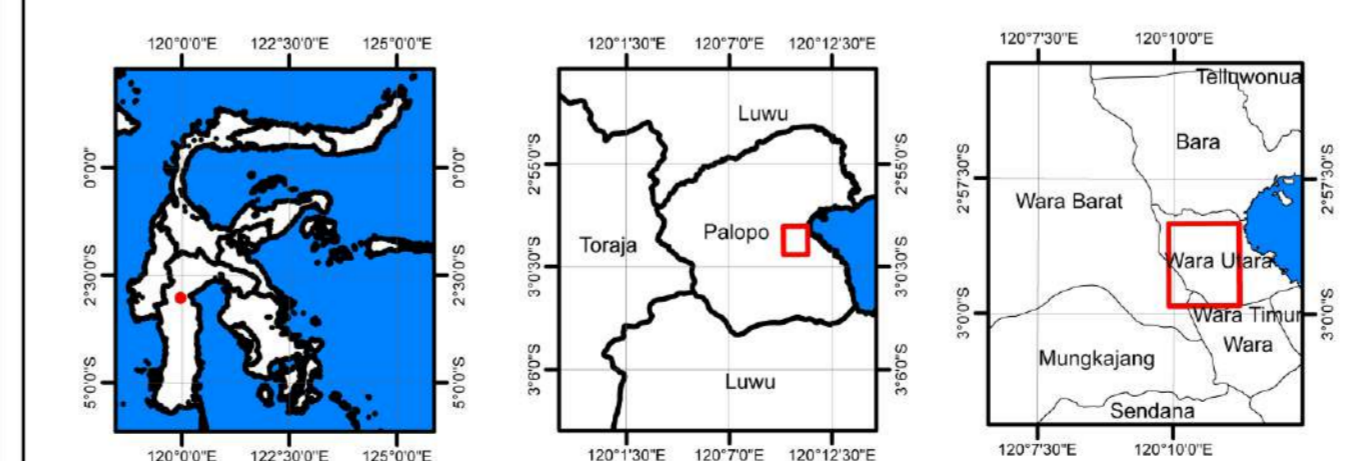 120°0'0"E 122°30'0"E 125°0'0"E
0°0'0"
2°30'0"S
5°0'0"S
0°0'0"
2°30'0"S
5°0'0"S
120°0'0"E 122°30'0"E 125°0'0"E
120°1'30"E 120°7'0"E 120°12'30"E
2°55'0"S
3°0'30"S
3°6'0"S
Luwu
Palopo
Toraja
Luwu
2°55'0"S
3°0'30"S
3°6'0"S
120°1'30"E 120°7'0"E 120°12'30"E
120°7'30"E 120°10'0"E
2°57'30"S
3°0'0"S
Telluwonua
Bara
Wara Barat
Wara Utara
Wara Timur
Wara
Mungkajang
Sendana
2°57'30"S
3°0'0"S
120°7'30"E 120°10'0"E